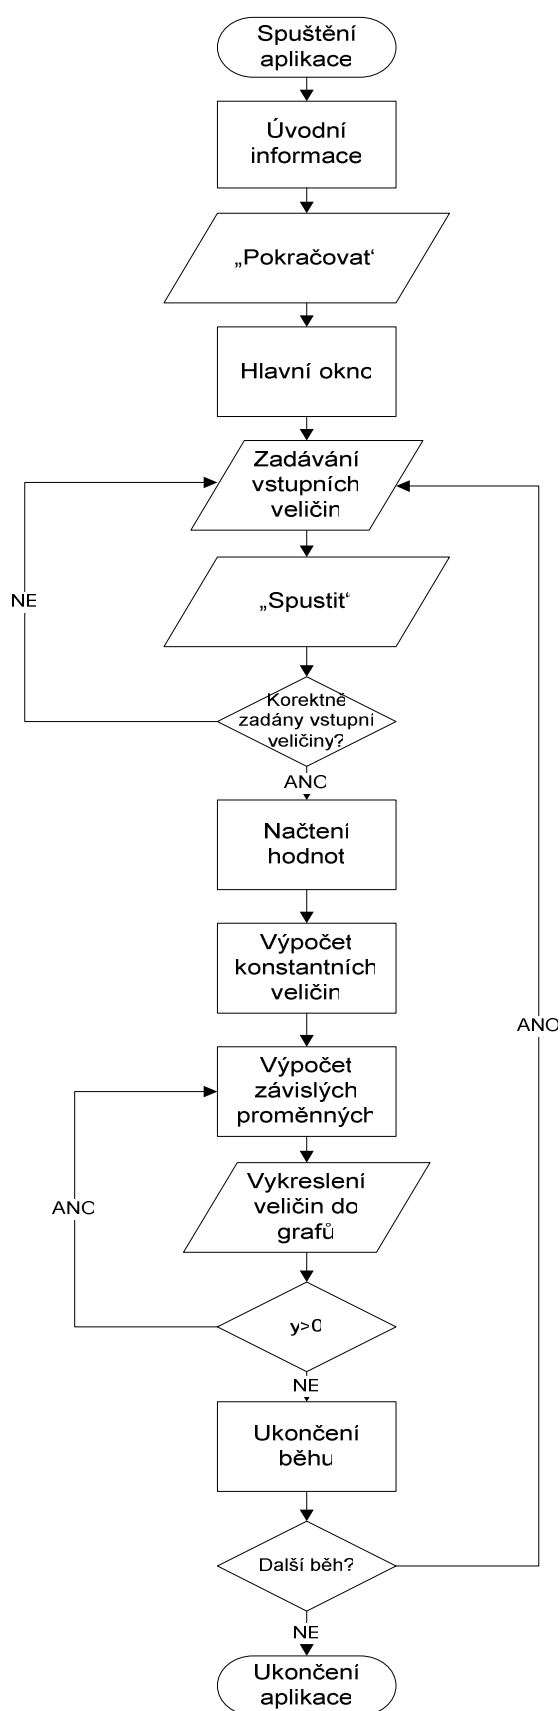 Spuštění
aplikace
Úvodní
informace
„Pokračovat“
Hlavní okno
Zadávání
vstupních
veličin
NE
„Spustit“
Korektně
zadány vstupní
veličiny?
ANO
Načtení
hodnot
Výpočet
konstantních
veličin
ANO
Výpočet
závislých
proměnných
ANO
Vykreslení
veličin do
grafů
y>0
NE
Ukončení
běhu
Další běh?
NE
Ukončení
aplikace